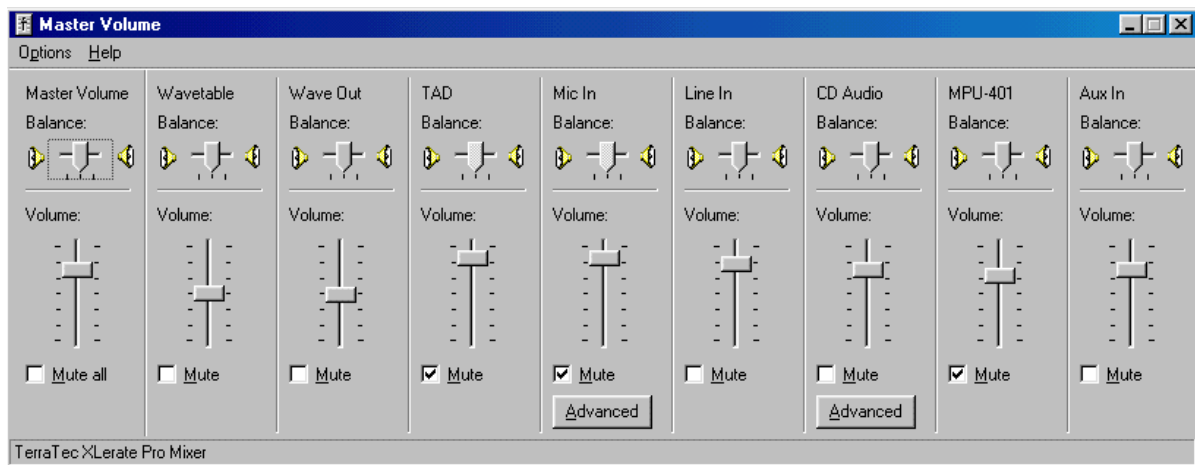 Master Volume
Options Help
Master Volume Wavetable Wave Out TAD Mic In Line In CD Audio MPU-401 Aux In
Balance: Balance: Balance: Balance: Balance: Balance: Balance: Balance: Balance:
Volume: Volume: Volume: Volume: Volume: Volume: Volume: Volume: Volume:
Mute all Mute Mute Mute Mute Mute Mute Mute Mute
Advanced Advanced
TerraTec XLerate Pro Mixer